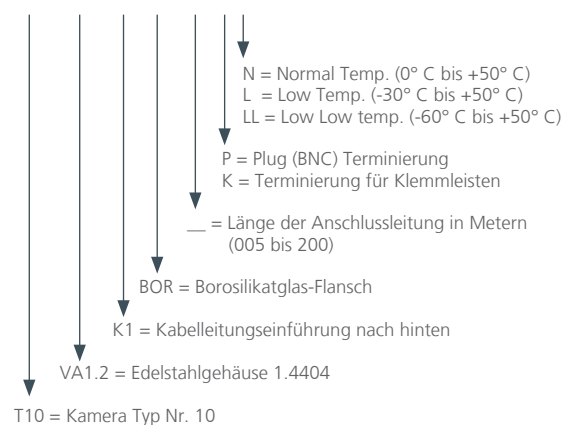 N = Normal Temp. (0° C bis +50° C)
L = Low Temp. (-30° C bis +50° C)
LL = Low Low temp. (-60° C bis +50° C)
P = Plug (BNC) Terminierung
K = Terminierung für Klemmleisten
__ = Länge der Anschlussleitung in Metern
(005 bis 200)
BOR = Borosilikatglas-Flansch
K1 = Kabelleitungseinführung nach hinten
VA1.2 = Edelstahlgehäuse 1.4404
T10 = Kamera Typ Nr. 10